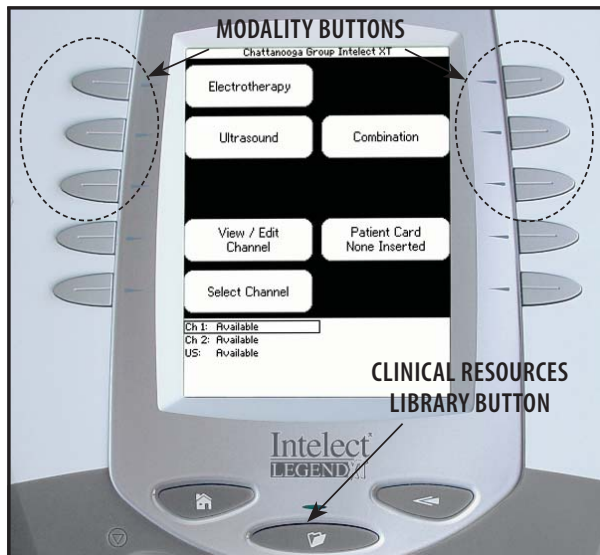 MODALITY BUTTONS
Chattanooga Group Intelect XT
Electrotherapy
Ultrasound
Combination
View / Edit
Channel
Patient Card
None Inserted
Select Channel
Ch 1: Available
Ch 2: Available
US: Available
CLINICAL RESOURCES
LIBRARY BUTTON
Intelect
LEGEND XT